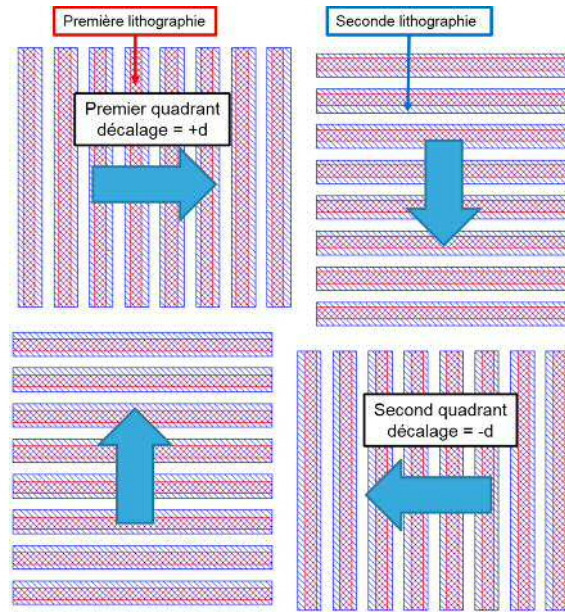 Première lithographie
Seconde lithographie
Premier quadrant
décalage = +d
Second quadrant
décalage = -d